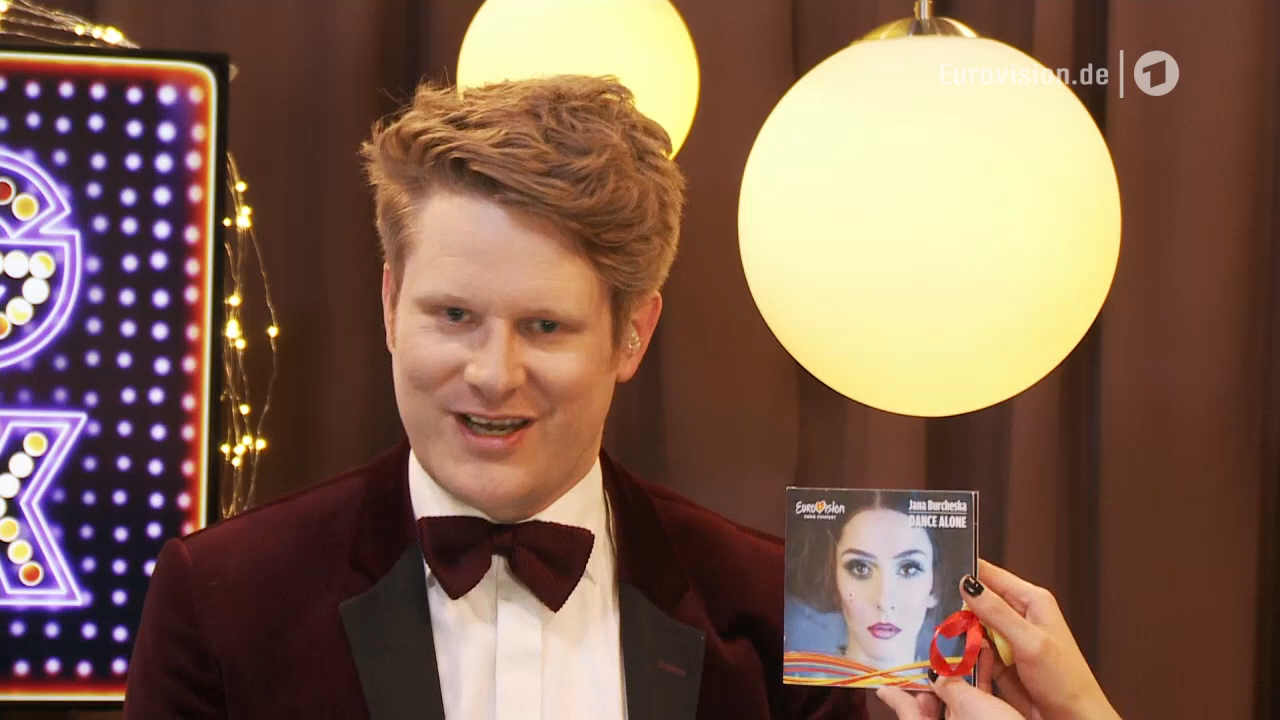 Eurovision.de
1
EUROVISION
SONG CONTEST
Jana Burcheska
DANCE ALONE